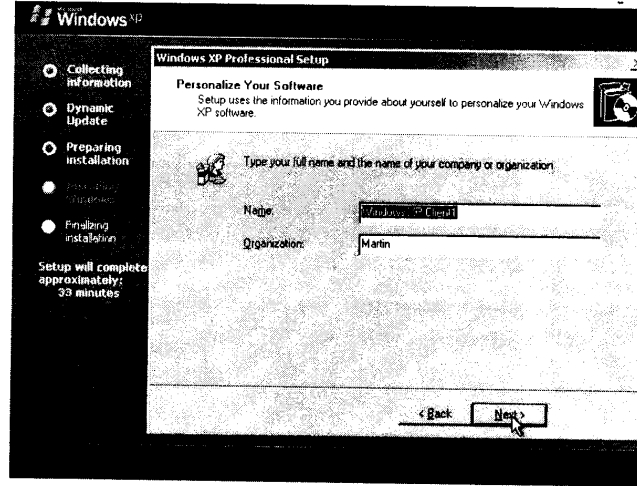 Microsoft
Windows xp
Collecting
information
Dynamic
Update
Preparing
installation
Installing
Windows
Finalizing
installation
Setup will complete
approximately:
33 minutes
Windows XP Professional Setup
Personalize Your Software
Setup uses the information you provide about yourself to personalize your Windows
XP software.
Type your full name and the name of your company or organization.
Name:
Windows XP Client1
Organization:
Martin
< Back
Next >